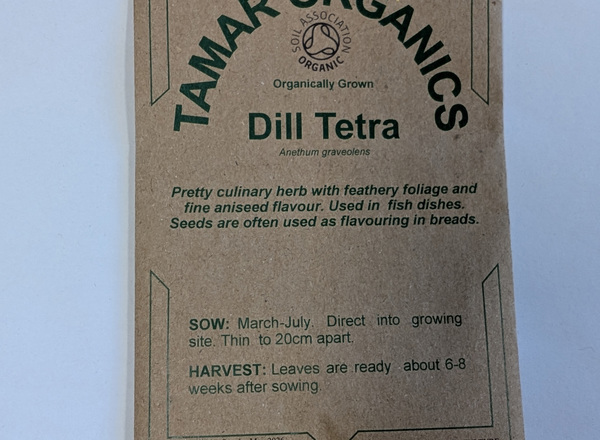 TAMAR ORGANICS
SOIL ASSOCIATION
ORGANIC
Organically Grown
Dill Tetra
Anethum graveolens
Pretty culinary herb with feathery foliage and
fine aniseed flavour. Used in fish dishes.
Seeds are often used as flavouring in breads.
SOW: March-July. Direct into growing
site. Thin to 20cm apart.
HARVEST: Leaves are ready about 6-8
weeks after sowing.